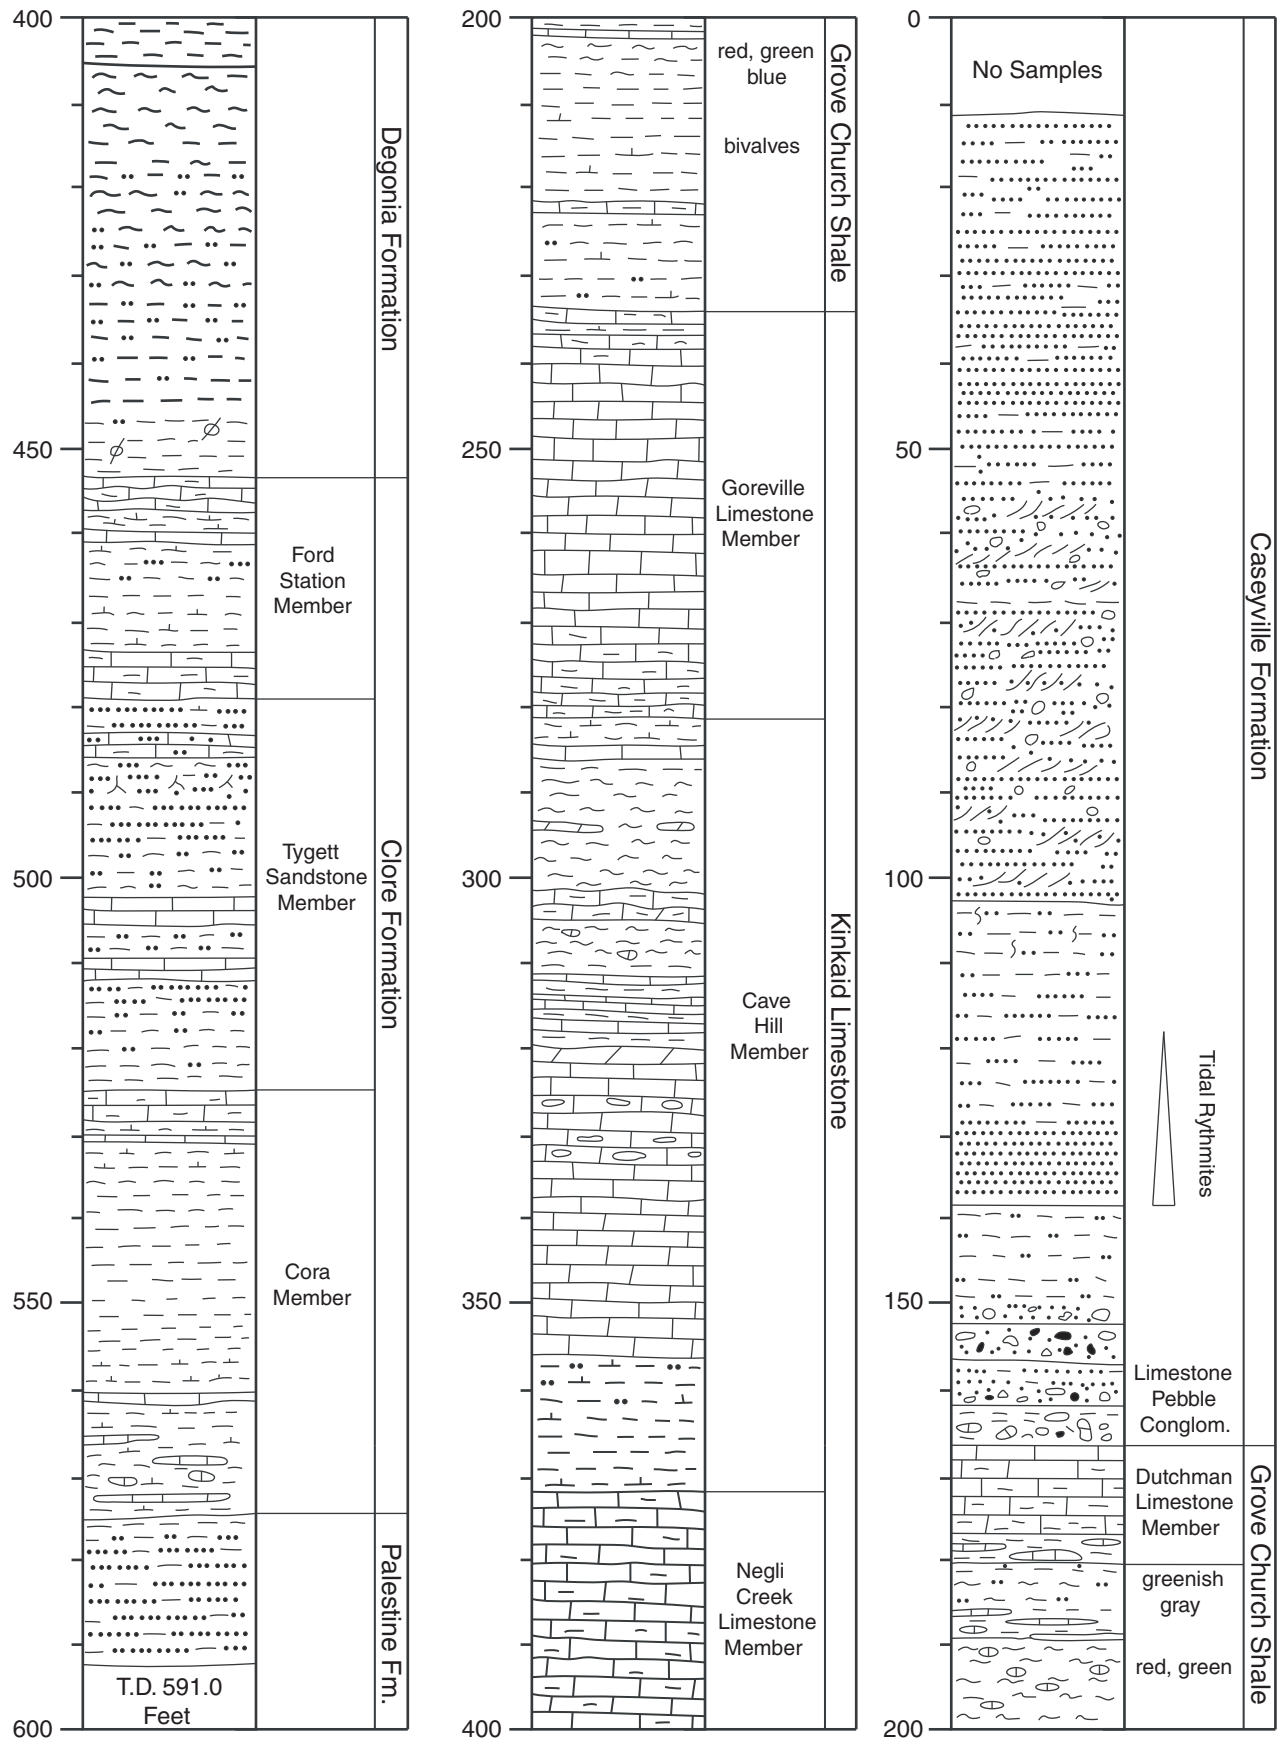 400
450
500
550
600
Degonia Formation
Ford
Station
Member
Tygett
Sandstone
Member
Clore Formation
Cora
Member
Palestine Fm.
T.D. 591.0
Feet
200
250
300
350
400
red, green
blue
bivalves
Grove Church Shale
Goreville
Limestone
Member
Cave
Hill
Member
Kinkaid Limestone
Negli
Creek
Limestone
Member
0
50
100
150
200
No Samples
Caseyville Formation
Tidal Rythmites
Limestone
Pebble
Conglom.
Dutchman
Limestone
Member
greenish
gray
red, green
Grove Church Shale